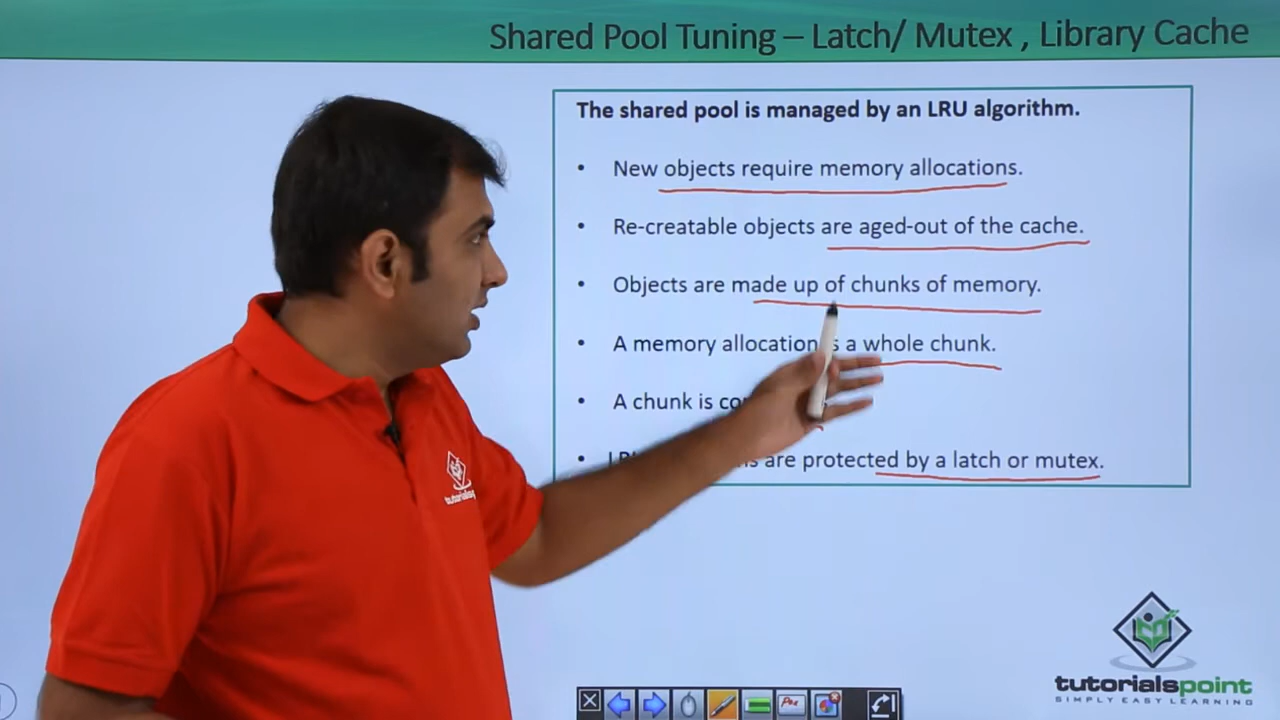 Shared Pool Tuning – Latch/ Mutex , Library Cache
The shared pool is managed by an LRU algorithm.
• New objects require memory allocations.
• Re-creatable objects are aged-out of the cache.
• Objects are made up of chunks of memory.
• A memory allocation is a whole chunk.
• A chunk is
• are protected by a latch or mutex.
tutorialspoint
SIMPLY EASY LEARNING